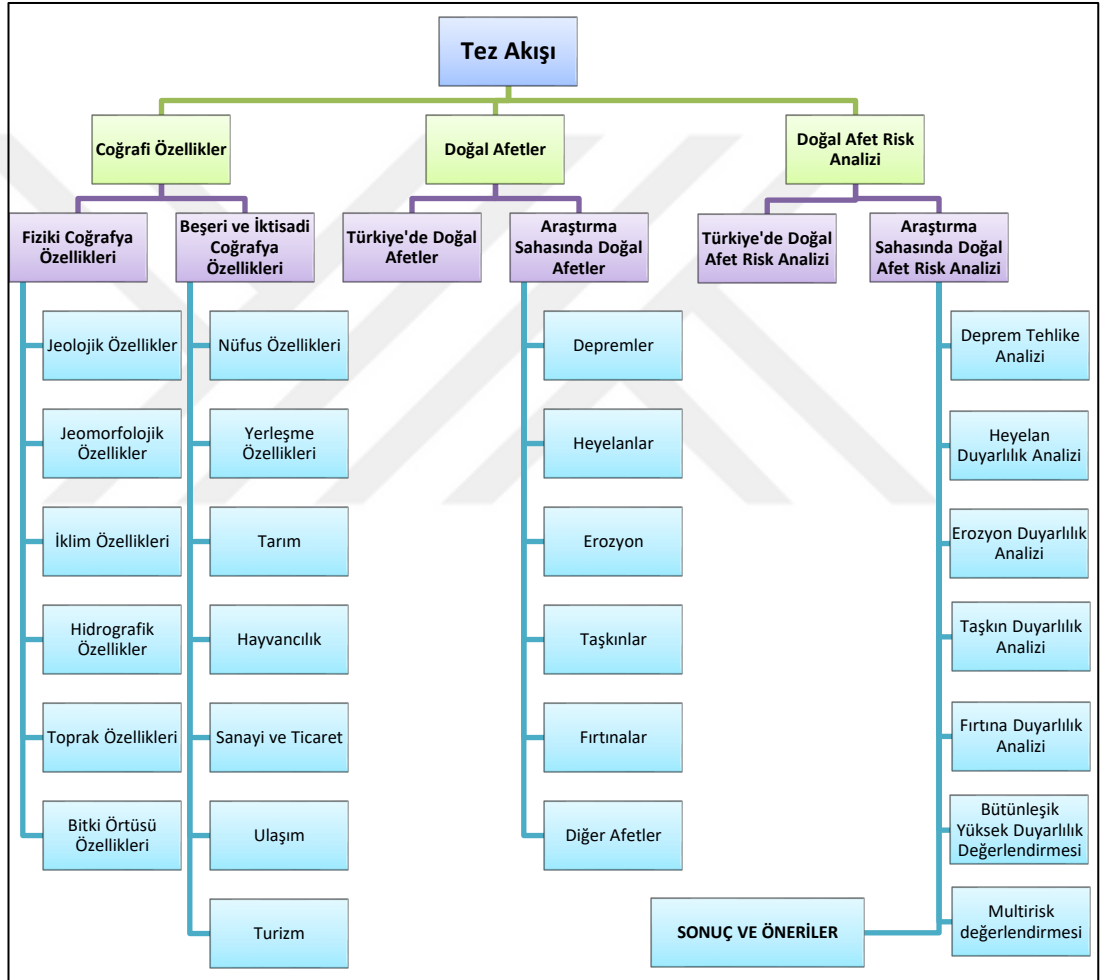 Tez Akışı
Coğrafi Özellikler
Doğal Afetler
Doğal Afet Risk
Analizi
Fiziki Coğrafya
Özellikleri
Beşeri ve İktisadi
Coğrafya
Özellikleri
Türkiye'de Doğal
Afetler
Araştırma
Sahasında Doğal
Afetler
Türkiye'de Doğal
Afet Risk Analizi
Araştırma
Sahasında Doğal
Afet Risk Analizi
Jeolojik Özellikler
Jeomorfolojik
Özellikler
İklim Özellikleri
Hidrografik
Özellikler
Toprak Özellikleri
Bitki Örtüsü
Özellikleri
Nüfus Özellikleri
Yerleşme
Özellikleri
Tarım
Hayvancılık
Sanayi ve Ticaret
Ulaşım
Turizm
Depremler
Heyelanlar
Erozyon
Taşkınlar
Fırtınalar
Diğer Afetler
Deprem Tehlike
Analizi
Heyelan
Duyarlılık Analizi
Erozyon Duyarlılık
Analizi
Taşkın Duyarlılık
Analizi
Fırtına Duyarlılık
Analizi
Bütünleşik
Yüksek Duyarlılık
Değerlendirmesi
Multirisk
değerlendirmesi
SONUÇ VE ÖNERİLER